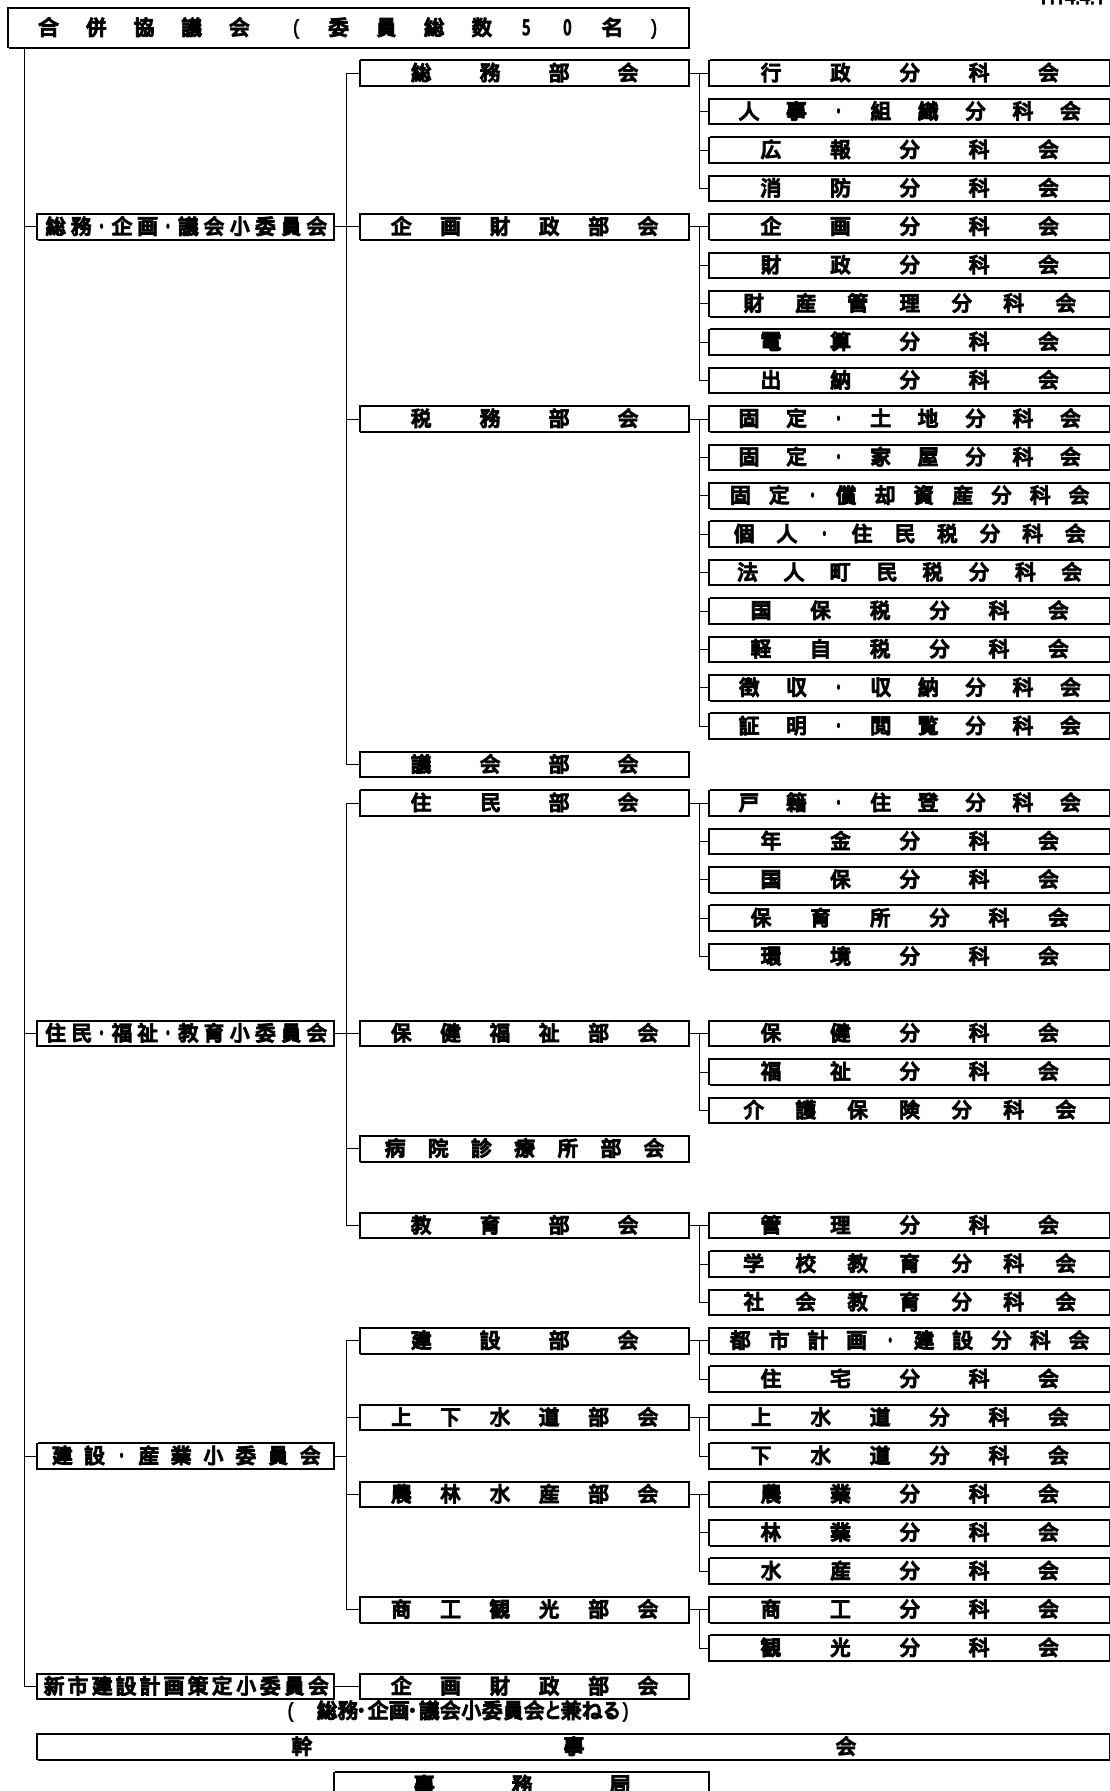 H14.4.1
合併協議会(委員総数50名)
総務部会 行政分科会
人事・組織分科会
広報分科会
消防分科会
総務・企画・議会小委員会 企画財政部会 企画分科会
財政分科会
財産管理分科会
電算分科会
出納分科会
税務部会 固定・土地分科会
固定・家屋分科会
固定・償却資産分科会
個人・住民税分科会
法人町民税分科会
国保税分科会
軽自税分科会
徴収・収納分科会
証明・閲覧分科会
議会部会
住民部会 戸籍・住登分科会
年金分科会
国保分科会
保育所分科会
環境分科会
住民・福祉・教育小委員会 保健福祉部会 保健分科会
福祉分科会
介護保険分科会
病院診療所部会
教育部会 管理分科会
学校教育分科会
社会教育分科会
建設部会 都市計画・建設分科会
住宅分科会
上下水道部会 上水道分科会
建設・産業小委員会 下水道分科会
農林水産部会 農業分科会
林業分科会
水産分科会
商工観光部会 商工分科会
観光分科会
新市建設計画策定小委員会 企画財政部会
(総務・企画・議会小委員会と兼ねる)
幹事会
事務局